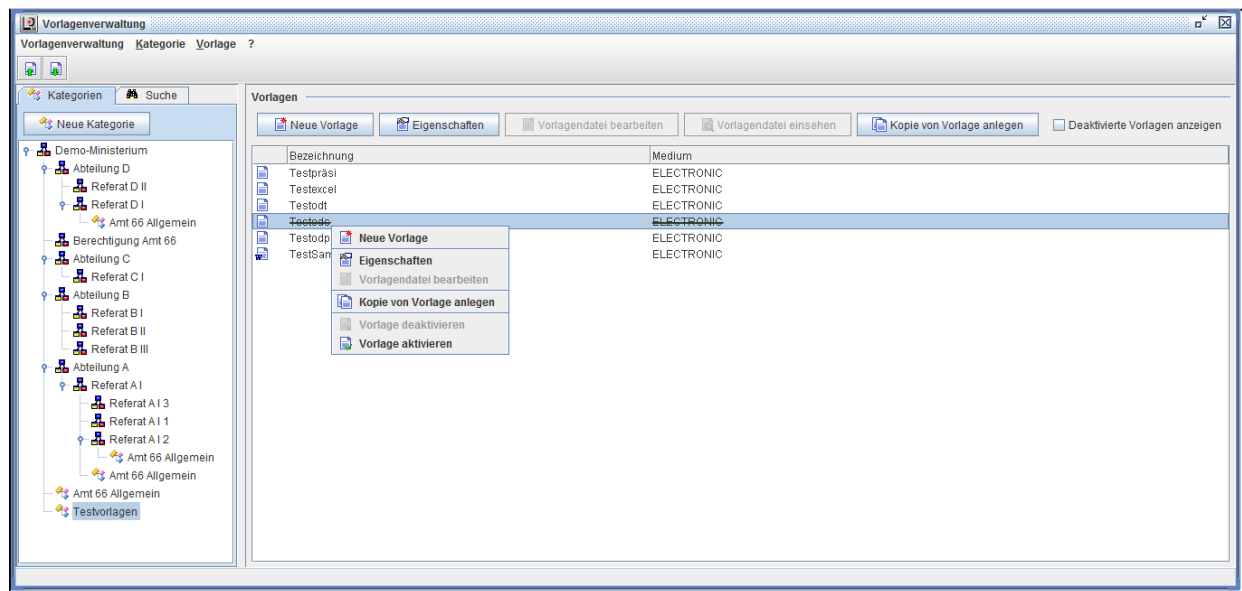 Vorlagenverwaltung
Vorlagenverwaltung Kategorie Vorlage ?
Kategorien Suche
Neue Kategorie
Demo-Ministerium
Abteilung D
Referat D II
Referat D I
Amt 66 Allgemein
Berechtigung Amt 66
Abteilung C
Referat C I
Abteilung B
Referat B I
Referat B II
Referat B III
Abteilung A
Referat A I
Referat A I 3
Referat A I 1
Referat A I 2
Amt 66 Allgemein
Amt 66 Allgemein
Amt 66 Allgemein
Testvorlagen
Vorlagen
Neue Vorlage Eigenschaften Vorlagendatei bearbeiten Vorlagendatei einsehen Kopie von Vorlage anlegen Deaktivierte Vorlagen anzeigen
Bezeichnung Medium
Testpräsi ELECTRONIC
Testexcel ELECTRONIC
Testodt ELECTRONIC
Testods ELECTRONIC
Testodp ELECTRONIC
TestSam ELECTRONIC
Neue Vorlage
Eigenschaften
Vorlagendatei bearbeiten
Kopie von Vorlage anlegen
Vorlage deaktivieren
Vorlage aktivieren